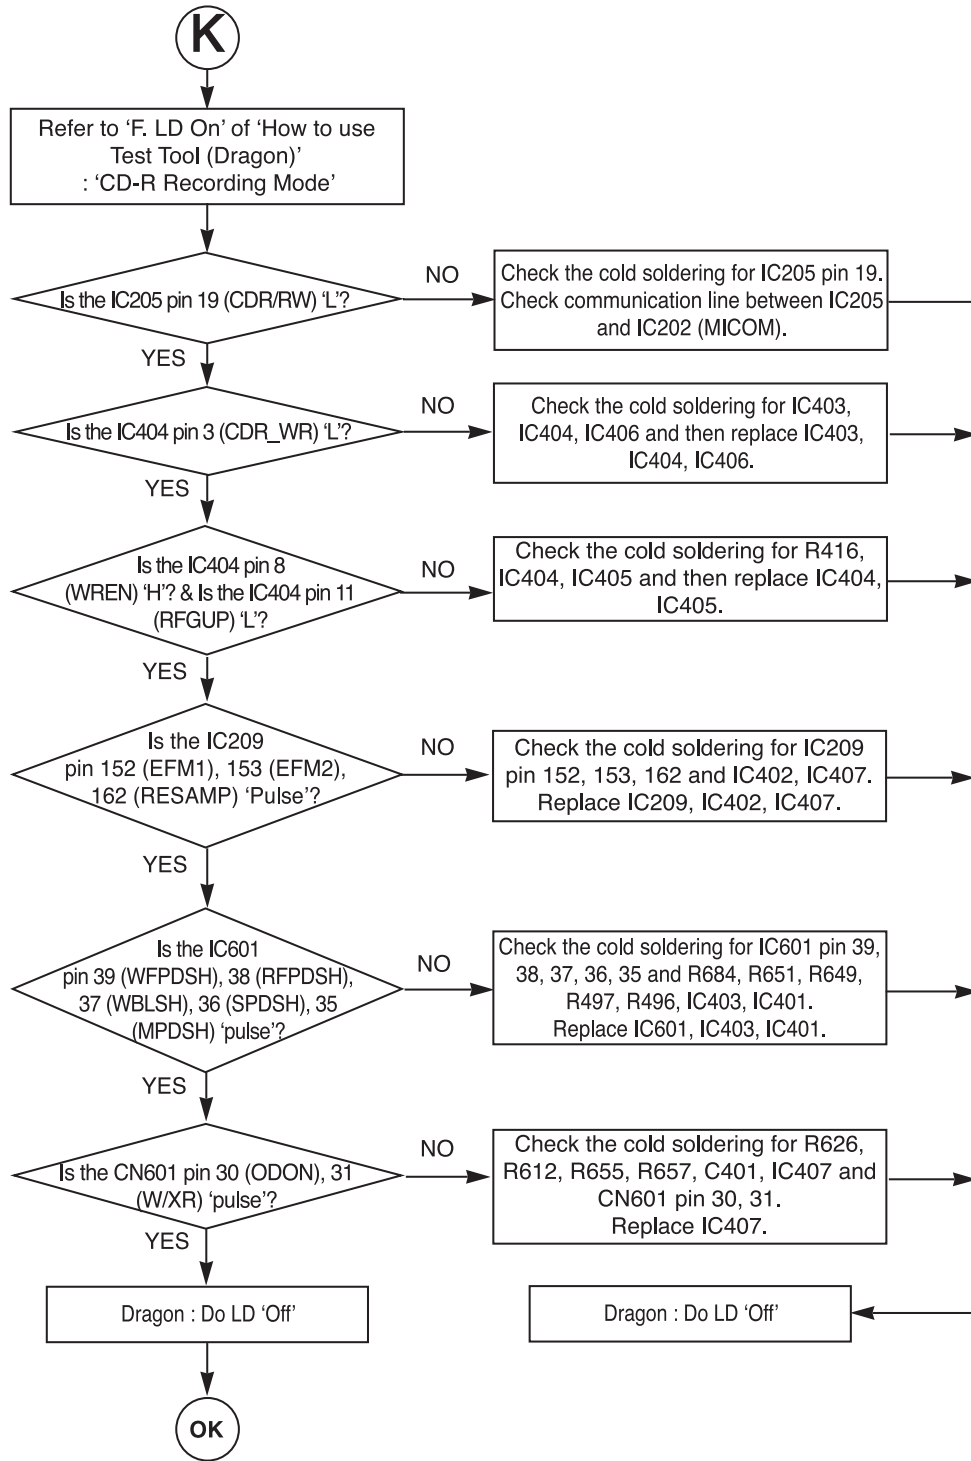 K
Refer to ‘F. LD On’ of ‘How to use
Test Tool (Dragon)’
: ‘CD-R Recording Mode’
Is the IC205 pin 19 (CDR/RW) ‘L’?
NO
Check the cold soldering for IC205 pin 19.
Check communication line between IC205
and IC202 (MICOM).
YES
Is the IC404 pin 3 (CDR_WR) ‘L’?
NO
Check the cold soldering for IC403,
IC404, IC406 and then replace IC403,
IC404, IC406.
YES
Is the IC404 pin 8
(WREN) ‘H’? & Is the IC404 pin 11
(RFGUP) ‘L’?
NO
Check the cold soldering for R416,
IC404, IC405 and then replace IC404,
IC405.
YES
Is the IC209
pin 152 (EFM1), 153 (EFM2),
162 (RESAMP) ‘Pulse’?
NO
Check the cold soldering for IC209
pin 152, 153, 162 and IC402, IC407.
Replace IC209, IC402, IC407.
YES
Is the IC601
pin 39 (WFPDSH), 38 (RFPDSH),
37 (WBLSH), 36 (SPDSH), 35
(MPDSH) ‘pulse’?
NO
Check the cold soldering for IC601 pin 39,
38, 37, 36, 35 and R684, R651, R649,
R497, R496, IC403, IC401.
Replace IC601, IC403, IC401.
YES
Is the CN601 pin 30 (ODON), 31
(W/XR) ‘pulse’?
NO
Check the cold soldering for R626,
R612, R655, R657, C401, IC407 and
CN601 pin 30, 31.
Replace IC407.
YES
Dragon : Do LD ‘Off’
Dragon : Do LD ‘Off’
OK